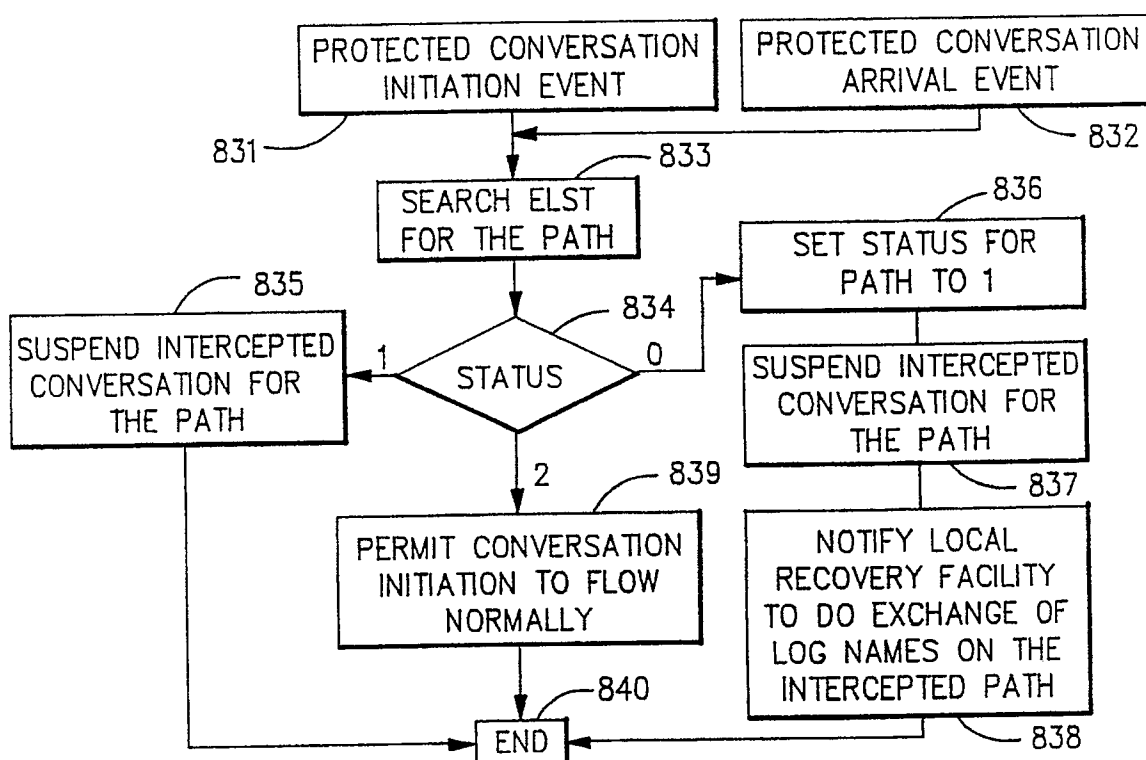 PROTECTED CONVERSATION
INITIATION EVENT
PROTECTED CONVERSATION
ARRIVAL EVENT
831
832
833
SEARCH ELST
FOR THE PATH
836
SET STATUS FOR
PATH TO 1
835
834
SUSPEND INTERCEPTED
CONVERSATION FOR
THE PATH
1
STATUS
0
SUSPEND INTERCEPTED
CONVERSATION FOR
THE PATH
837
2
839
PERMIT CONVERSATION
INITIATION TO FLOW
NORMALLY
NOTIFY LOCAL
RECOVERY FACILITY
TO DO EXCHANGE OF
LOG NAMES ON THE
INTERCEPTED PATH
838
840
END